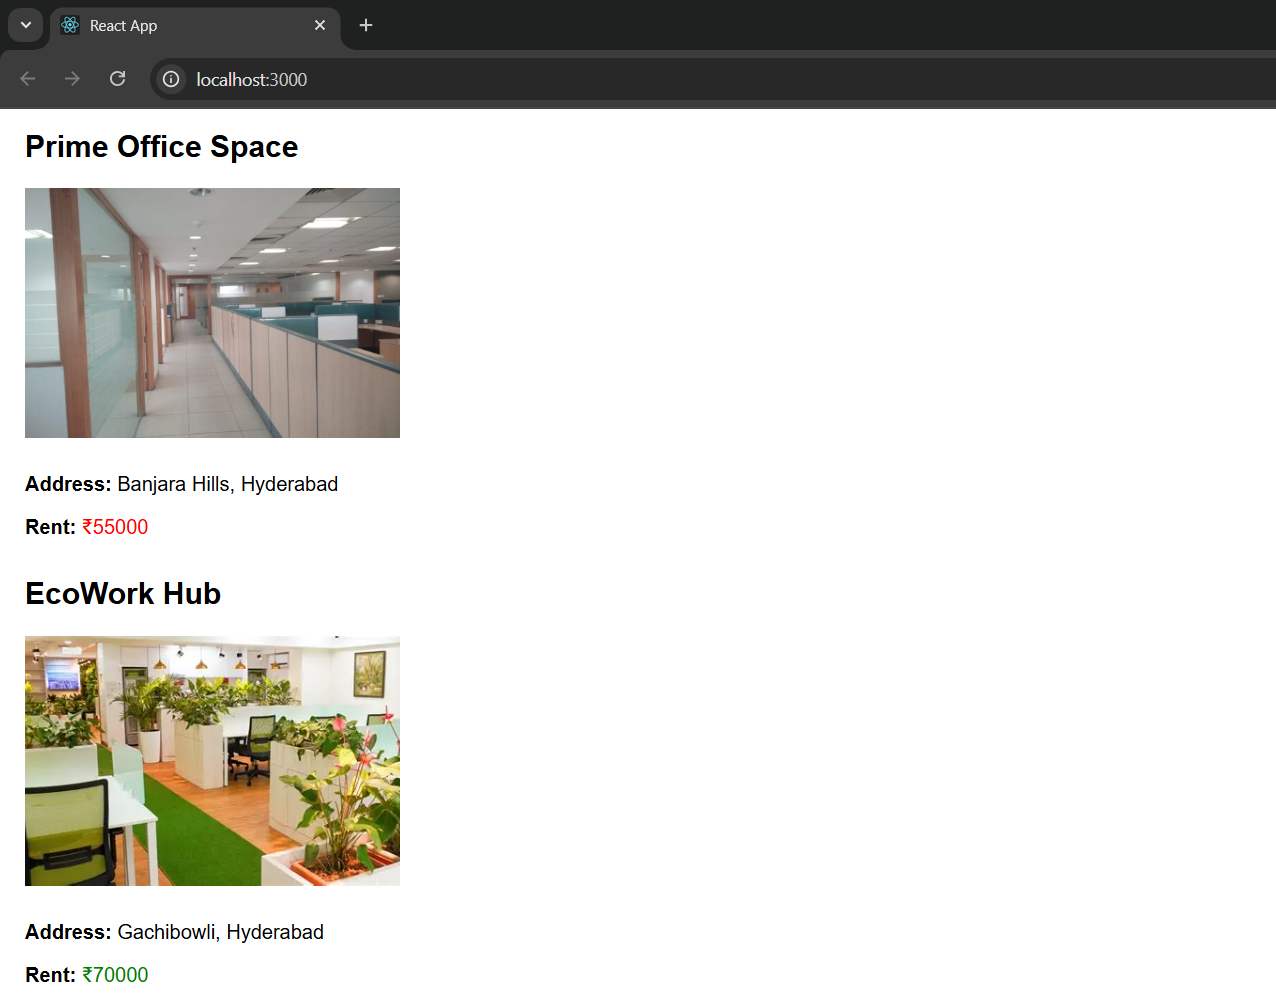 React App
localhost:3000
Prime Office Space
Address: Banjara Hills, Hyderabad
Rent: ₹55000
EcoWork Hub
Address: Gachibowli, Hyderabad
Rent: ₹70000